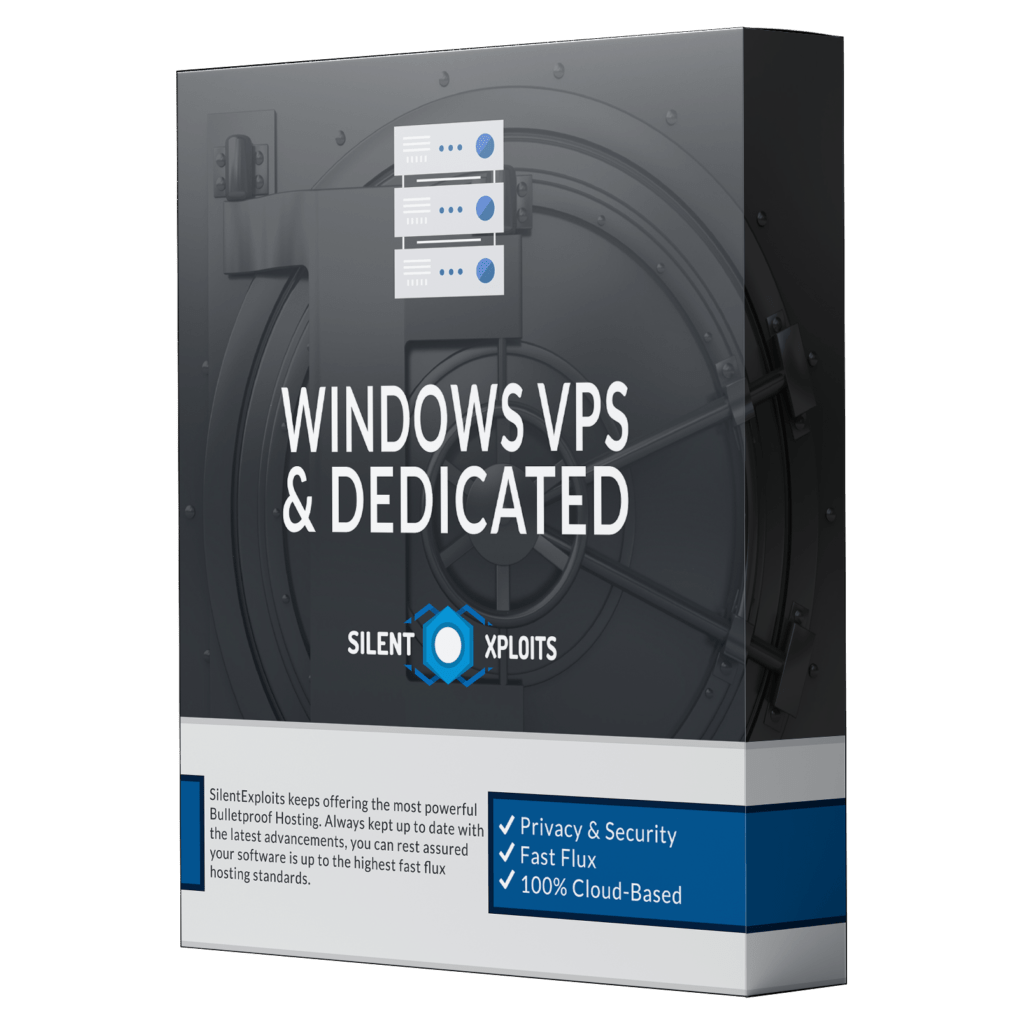 WINDOWS VPS
& DEDICATED
SILENT XPLOITS
SilentExploits keeps offering the most powerful
Bulletproof Hosting. Always kept up to date with
the latest advancements, you can rest assured
your software is up to the highest fast flux
hosting standards.
✓ Privacy & Security
✓ Fast Flux
✓ 100% Cloud-Based